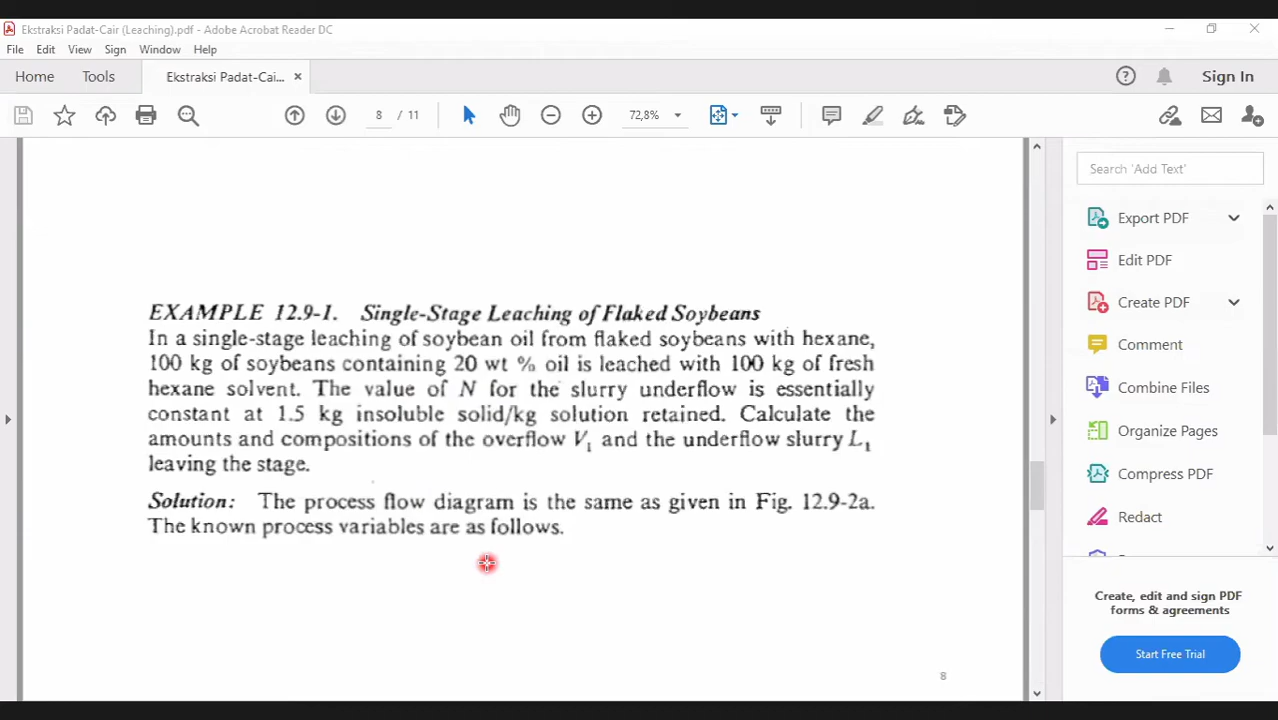 Ekstraksi Padat-Cair (Leaching).pdf - Adobe Acrobat Reader DC
File Edit View Sign Window Help
Home Tools Ekstraksi Padat-Cai... × Sign In
8 / 11 72,8%
EXAMPLE 12.9-1. Single-Stage Leaching of Flaked Soybeans
In a single-stage leaching of soybean oil from flaked soybeans with hexane,
100 kg of soybeans containing 20 wt % oil is leached with 100 kg of fresh
hexane solvent. The value of N for the slurry underflow is essentially
constant at 1.5 kg insoluble solid/kg solution retained. Calculate the
amounts and compositions of the overflow V₁ and the underflow slurry L₁
leaving the stage.
Solution: The process flow diagram is the same as given in Fig. 12.9-2a.
The known process variables are as follows.
8
Search 'Add Text'
Export PDF
Edit PDF
Create PDF
Comment
Combine Files
Organize Pages
Compress PDF
Redact
Create, edit and sign PDF
forms & agreements
Start Free Trial